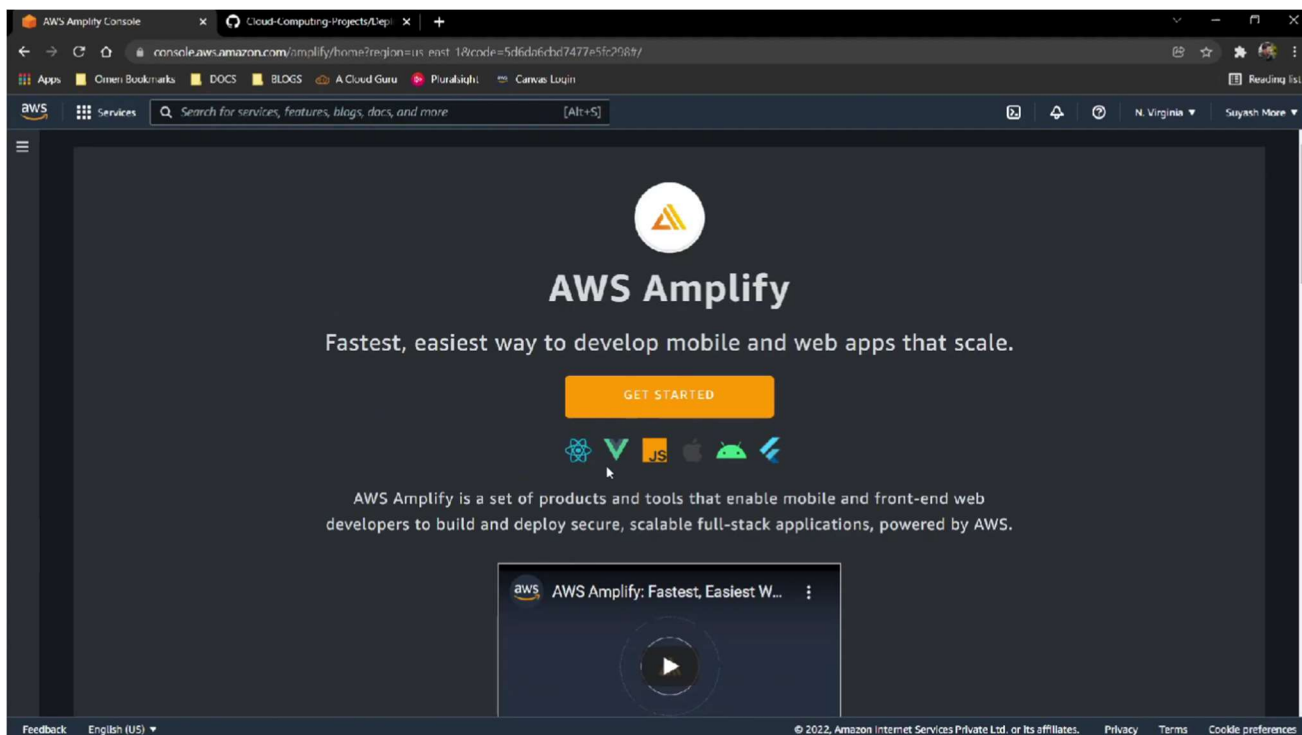 AWS Amplify Console
Cloud-Computing-Projects/Depl
console.aws.amazon.com/amplify/home?region=us-east-1&code=5d6da6cbd7477e5fc298#/
Apps Omen Bookmarks DOCS BLOGS A Cloud Guru Pluralsight Canvas Login Reading list
aws Services Search for services, features, blogs, docs, and more [Alt+S] N. Virginia ▼ Suyash More ▼
AWS Amplify
Fastest, easiest way to develop mobile and web apps that scale.
GET STARTED
JS
AWS Amplify is a set of products and tools that enable mobile and front-end web
developers to build and deploy secure, scalable full-stack applications, powered by AWS.
aws AWS Amplify: Fastest, Easiest W...
Feedback English (US) ▼ © 2022, Amazon Internet Services Private Ltd. or its affiliates. Privacy Terms Cookie preferences